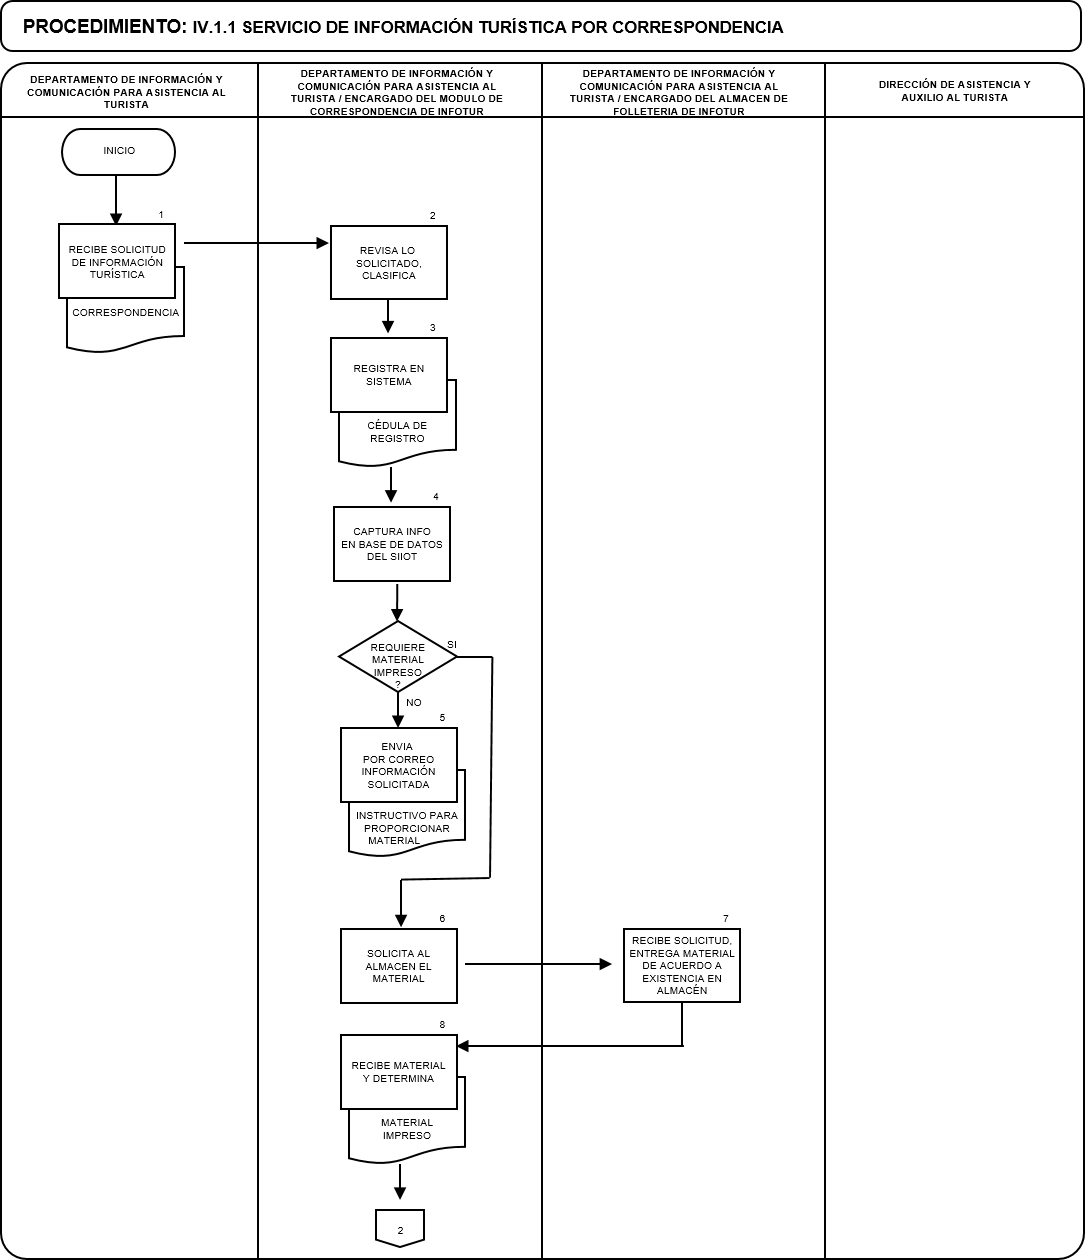 PROCEDIMIENTO: IV.1.1 SERVICIO DE INFORMACIÓN TURÍSTICA POR CORRESPONDENCIA
DEPARTAMENTO DE INFORMACIÓN Y
COMUNICACIÓN PARA ASISTENCIA AL
TURISTA
DEPARTAMENTO DE INFORMACIÓN Y
COMUNICACIÓN PARA ASISTENCIA AL
TURISTA / ENCARGADO DEL MODULO DE
CORRESPONDENCIA DE INFOTUR
DEPARTAMENTO DE INFORMACIÓN Y
COMUNICACIÓN PARA ASISTENCIA AL
TURISTA / ENCARGADO DEL ALMACEN DE
FOLLETERIA DE INFOTUR
DIRECCIÓN DE ASISTENCIA Y
AUXILIO AL TURISTA
INICIO
1
RECIBE SOLICITUD
DE INFORMACIÓN
TURÍSTICA
CORRESPONDENCIA
2
REVISA LO
SOLICITADO,
CLASIFICA
3
REGISTRA EN
SISTEMA
CÉDULA DE
REGISTRO
4
CAPTURA INFO
EN BASE DE DATOS
DEL SIIOT
REQUIERE
MATERIAL
IMPRESO
?
SI
NO
5
ENVIA
POR CORREO
INFORMACIÓN
SOLICITADA
INSTRUCTIVO PARA
PROPORCIONAR
MATERIAL
6
SOLICITA AL
ALMACEN EL
MATERIAL
7
RECIBE SOLICITUD,
ENTREGA MATERIAL
DE ACUERDO A
EXISTENCIA EN
ALMACÉN
8
RECIBE MATERIAL
Y DETERMINA
MATERIAL
IMPRESO
2